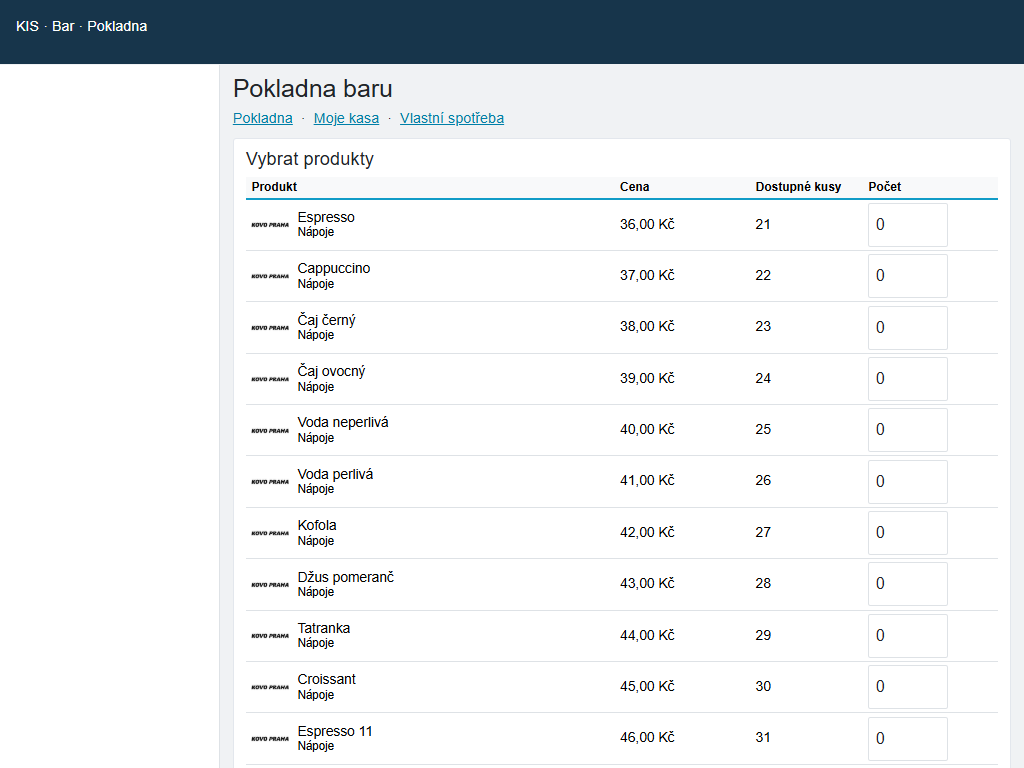 KIS · Bar · Pokladna
Pokladna baru
Pokladna · Moje kasa · Vlastní spotřeba
Vybrat produkty
Produkt Cena Dostupné kusy Počet
KOVO PRAHA Espresso 36,00 Kč 21 0
Nápoje
KOVO PRAHA Cappuccino 37,00 Kč 22 0
Nápoje
KOVO PRAHA Čaj černý 38,00 Kč 23 0
Nápoje
KOVO PRAHA Čaj ovocný 39,00 Kč 24 0
Nápoje
KOVO PRAHA Voda neperlivá 40,00 Kč 25 0
Nápoje
KOVO PRAHA Voda perlivá 41,00 Kč 26 0
Nápoje
KOVO PRAHA Kofola 42,00 Kč 27 0
Nápoje
KOVO PRAHA Džus pomeranč 43,00 Kč 28 0
Nápoje
KOVO PRAHA Tatranka 44,00 Kč 29 0
Nápoje
KOVO PRAHA Croissant 45,00 Kč 30 0
Nápoje
KOVO PRAHA Espresso 11 46,00 Kč 31 0
Nápoje